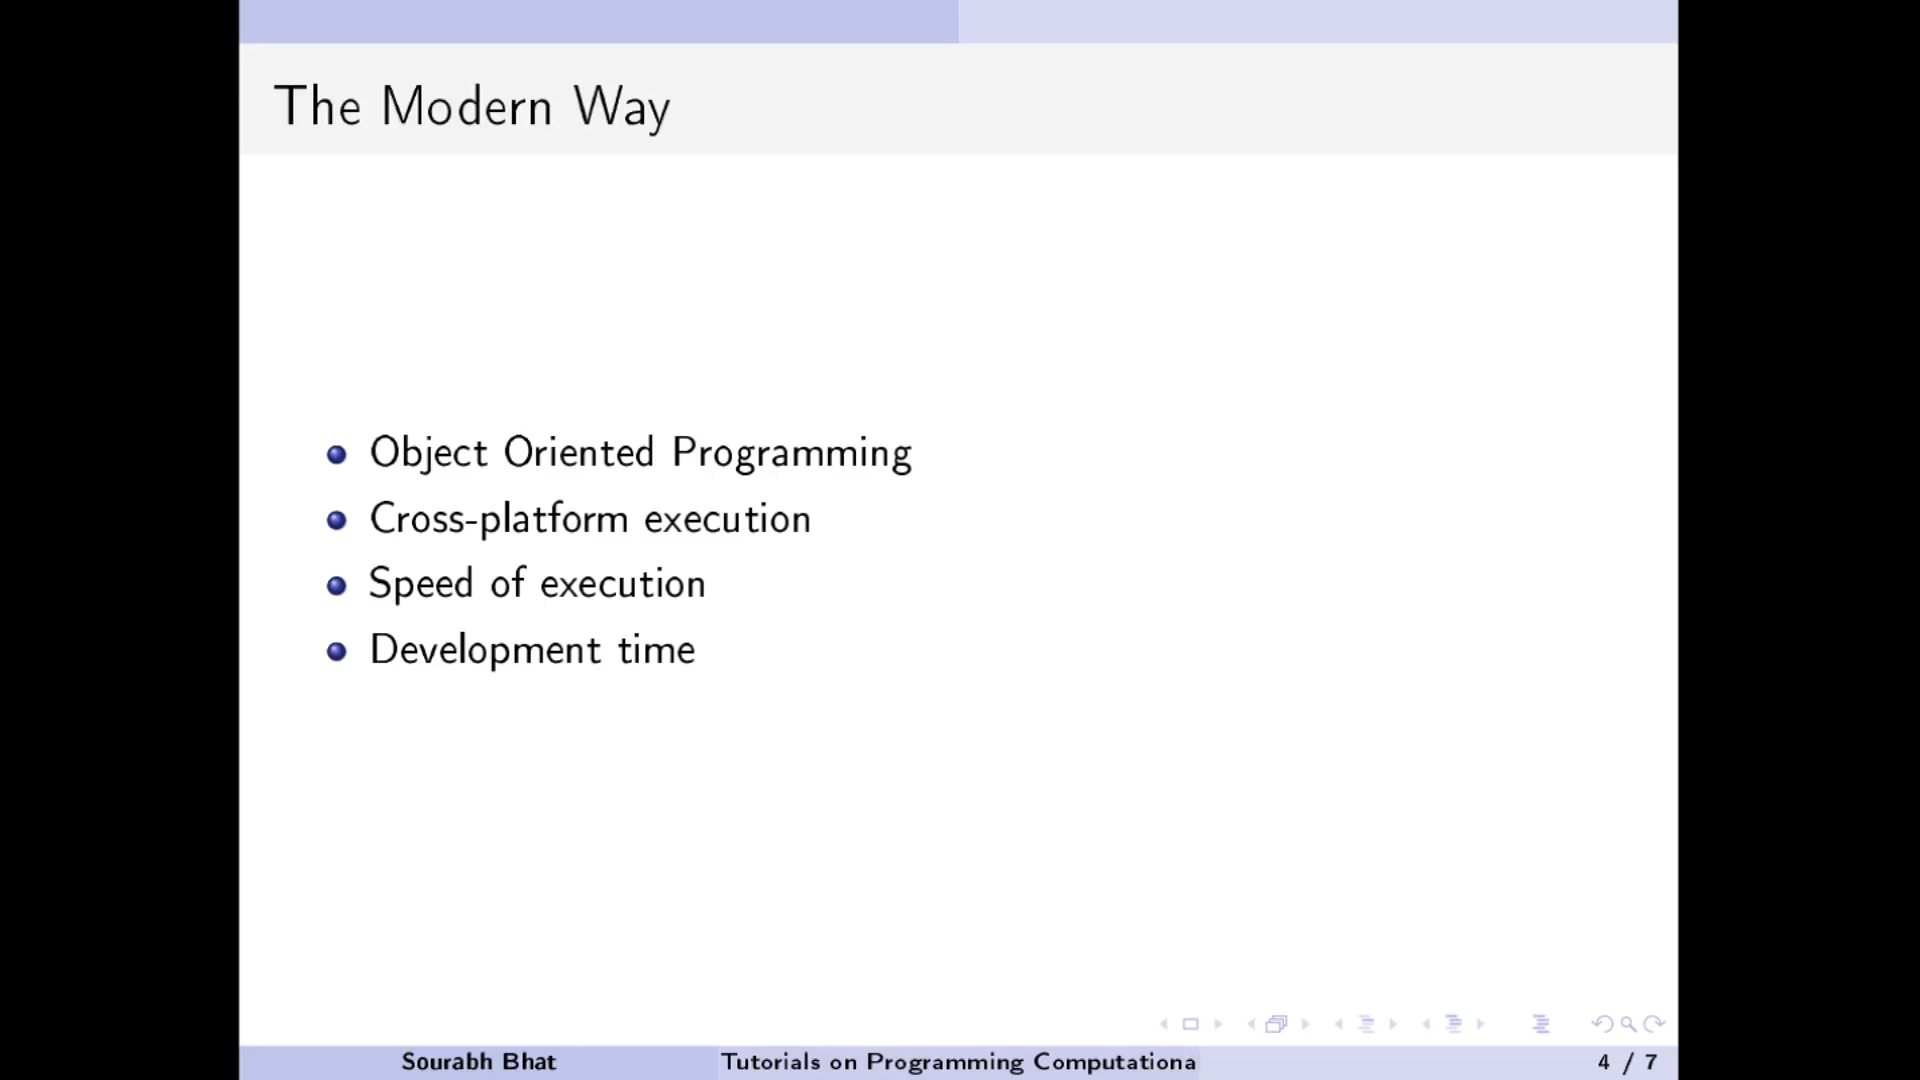 The Modern Way
Object Oriented Programming
Cross-platform execution
Speed of execution
Development time
Sourabh Bhat
Tutorials on Programming Computationa
4 / 7